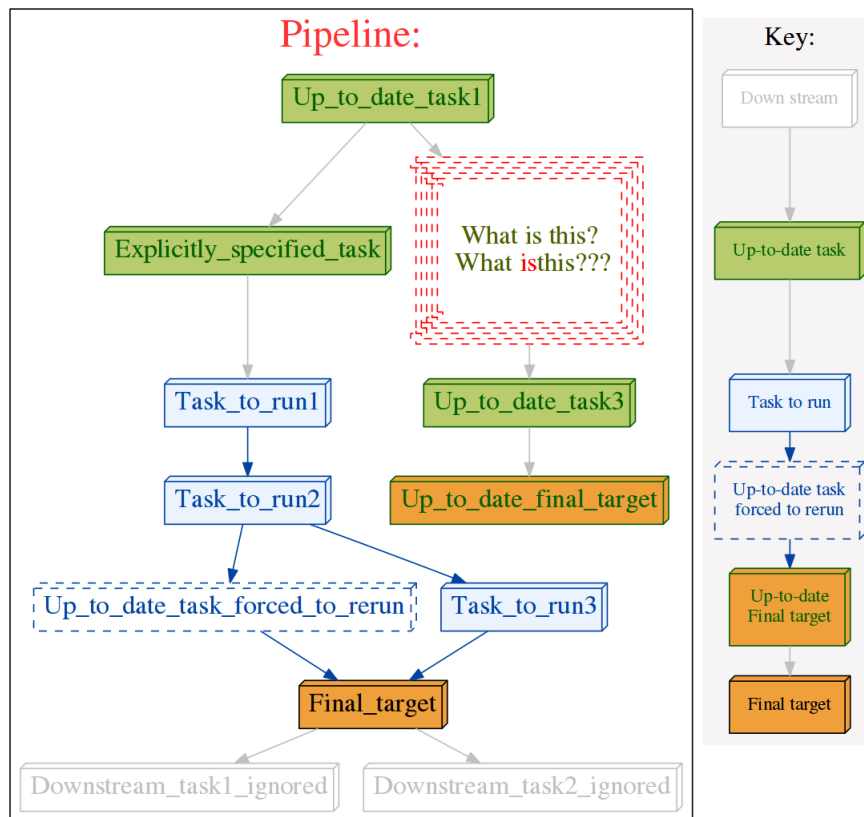 Pipeline:
Up_to_date_task1
Explicitly_specified_task
What is this?
What isthis???
Task_to_run1
Up_to_date_task3
Task_to_run2
Up_to_date_final_target
Up_to_date_task_forced_to_rerun
Task_to_run3
Final_target
Downstream_task1_ignored
Downstream_task2_ignored
Key:
Down stream
Up-to-date task
Task to run
Up-to-date task
forced to rerun
Up-to-date
Final target
Final target